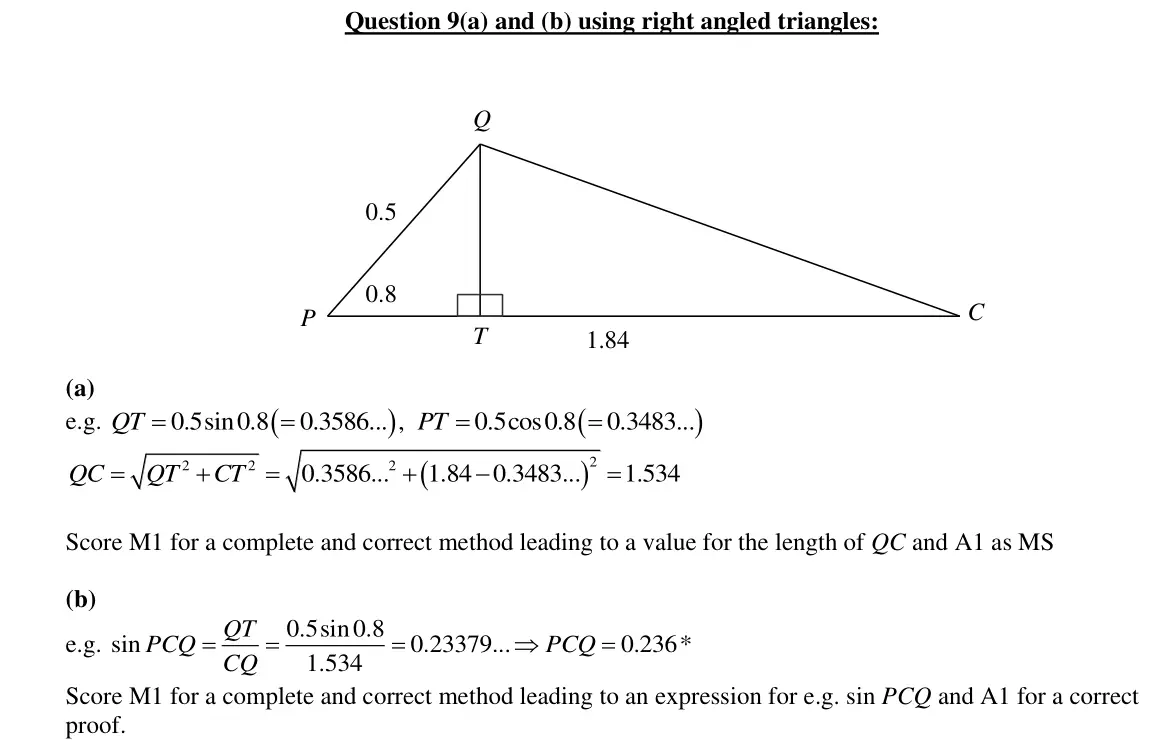 Question 9(a) and (b) using right angled triangles:
Q
0.5
0.8
P
T
1.84
C
(a)
e.g. QT = 0.5sin0.8(= 0.3586...), PT = 0.5cos0.8(= 0.3483...)
QC = √(QT² + CT²) = √(0.3586...² + (1.84 − 0.3483...)²) = 1.534
Score M1 for a complete and correct method leading to a value for the length of QC and A1 as MS
(b)
e.g. sin PCQ = QT/CQ = 0.5sin0.8/1.534 = 0.23379... ⇒ PCQ = 0.236*
Score M1 for a complete and correct method leading to an expression for e.g. sin PCQ and A1 for a correct
proof.